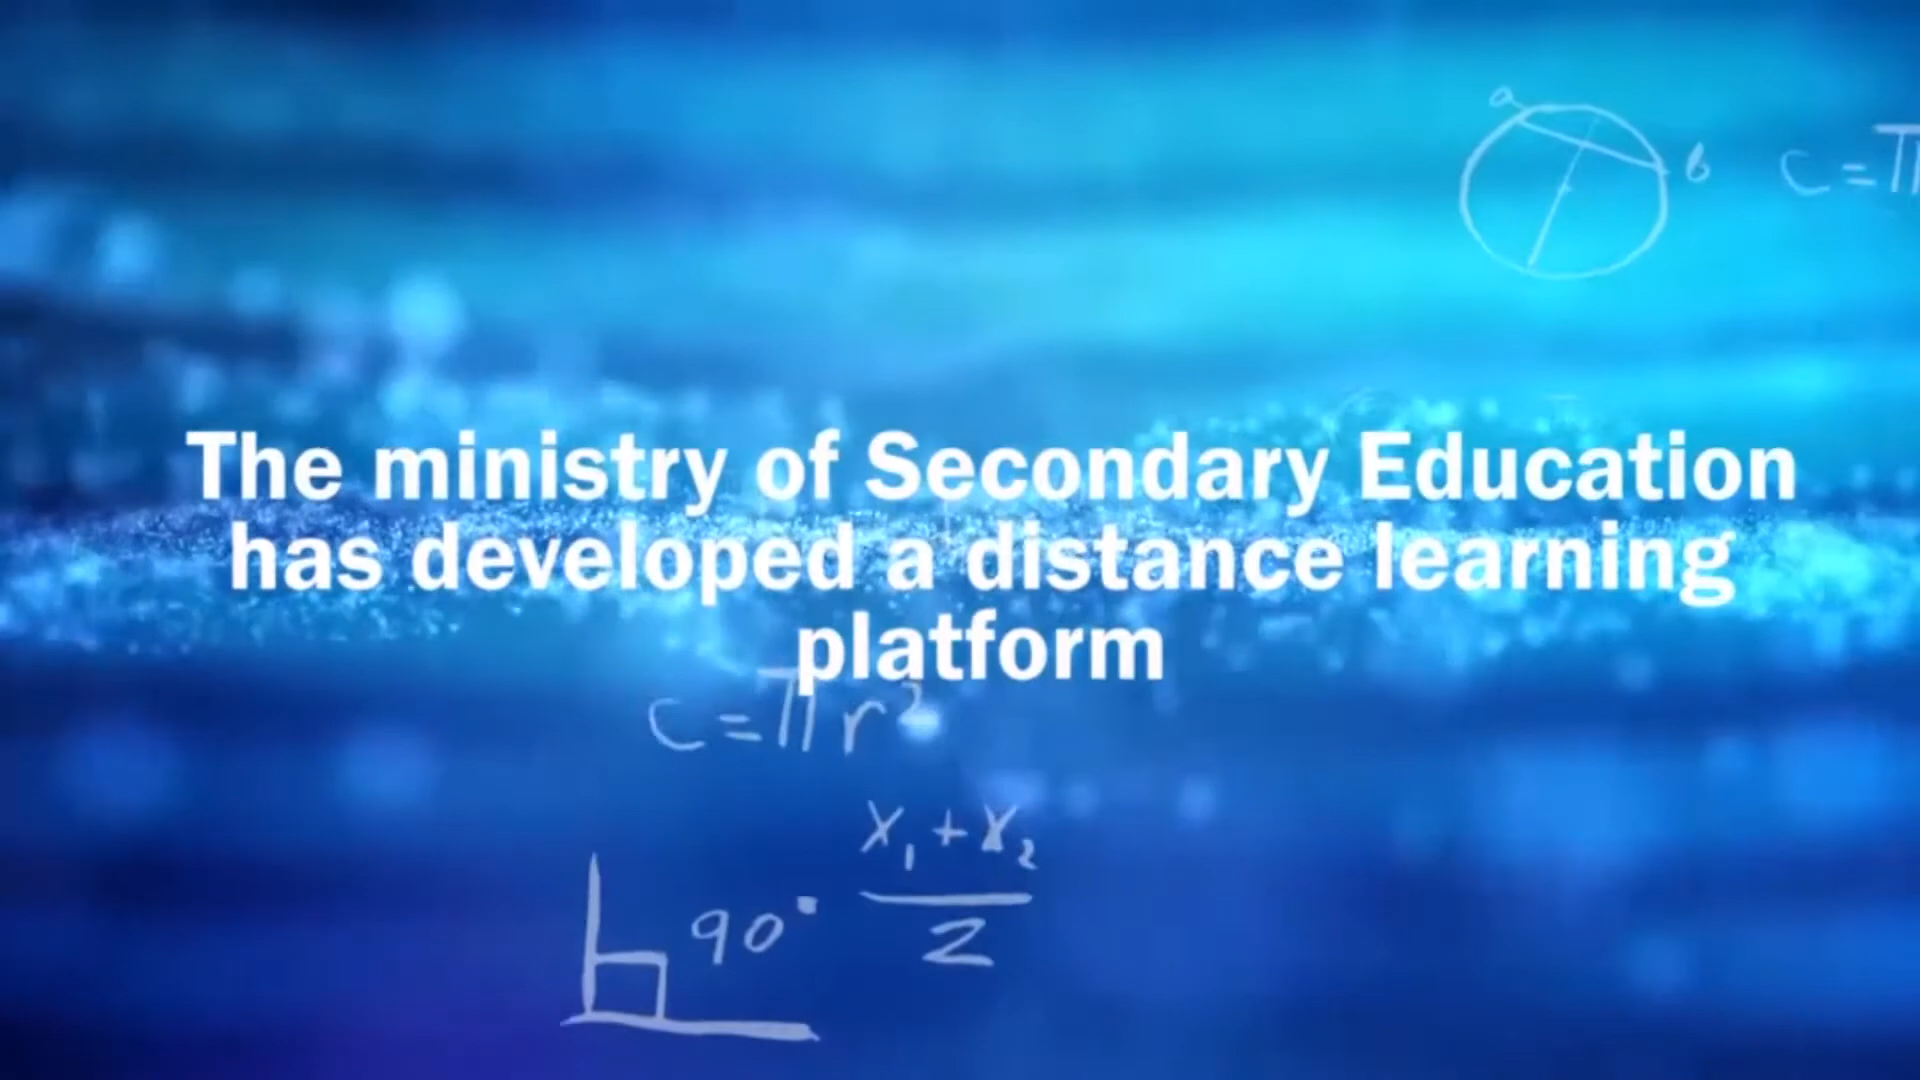 a
b C=π
The ministry of Secondary Education
has developed a distance learning
platform
C=πr²
X₁+X₂
90°
2